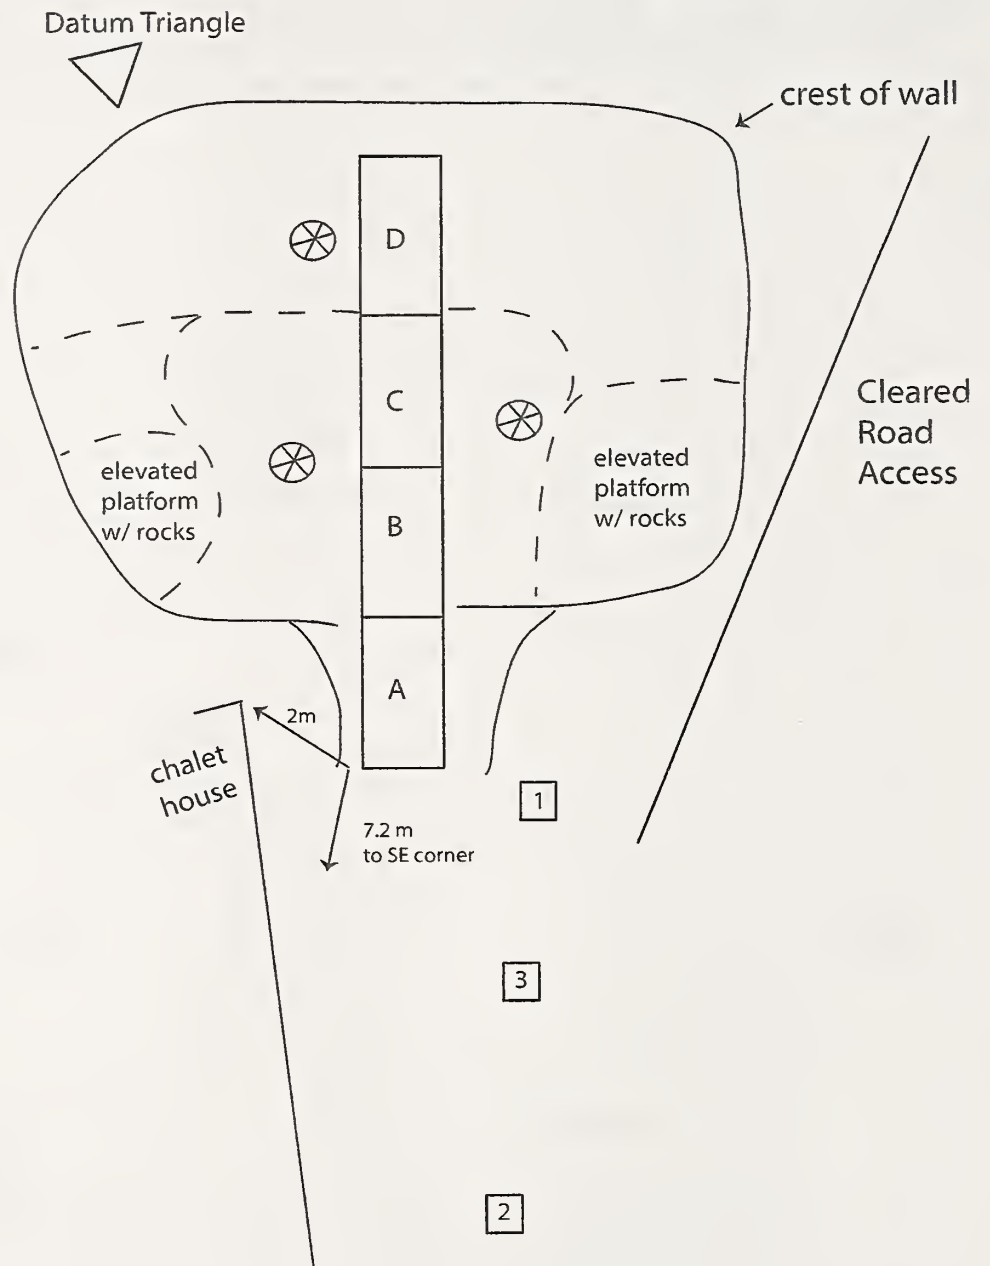 Datum Triangle
crest of wall
D
C
Cleared
Road
Access
elevated
platform
w/ rocks
elevated
platform
w/ rocks
B
A
2m
chalet
house
1
7.2 m
to SE corner
3
2